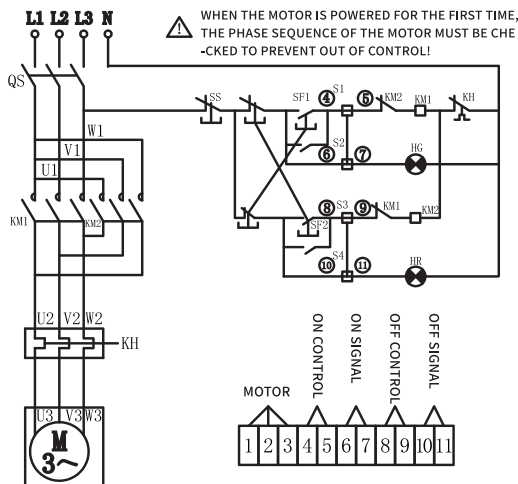 L1 L2 L3 N
WHEN THE MOTOR IS POWERED FOR THE FIRST TIME,
THE PHASE SEQUENCE OF THE MOTOR MUST BE CHE
-CKED TO PREVENT OUT OF CONTROL!
QS
SS SF1 ④ S1 ⑤ KM2 KM1 KH
⑥ S2 ⑦ HG
W1
V1
U1
KM1 KM2
⑧ S3 ⑨ KM1 KM2
SF2
⑩ S4 ⑪ HR
U2 V2 W2
KH
U3 V3 W3
M
3~
MOTOR
ON CONTROL
ON SIGNAL
OFF CONTROL
OFF SIGNAL
1 2 3 4 5 6 7 8 9 10 11